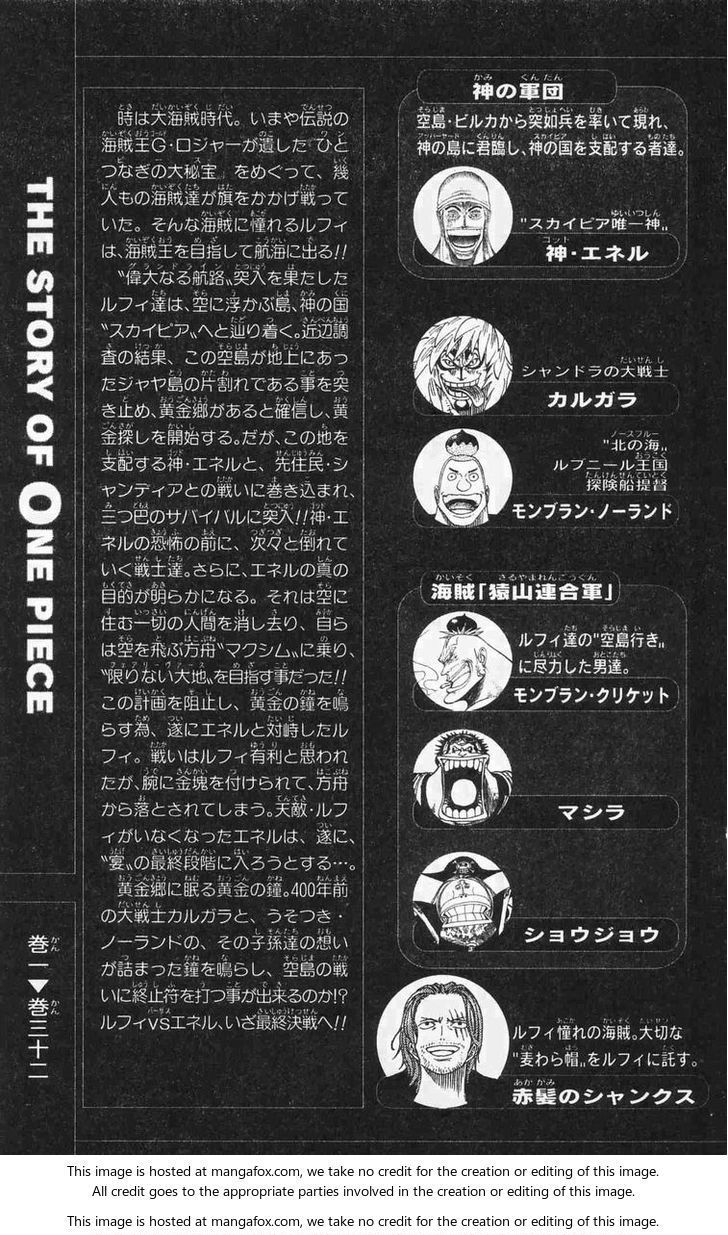 THE STORY OF ONE PIECE
巻一▼巻三十二
時は大海賊時代。いまや伝説の
海賊王G・ロジャーが遺した〝ひと
つなぎの大秘宝〟をめぐって、幾
人もの海賊達が旗をかかげ戦って
いた。そんな海賊に憧れるルフィ
は、海賊王を目指して航海に出る!!
〝偉大なる航路〟突入を果たした
ルフィ達は、空に浮かぶ島、神の国
〝スカイピア〟へと辿り着く。近辺調
査の結果、この空島が地上にあっ
たジャヤ島の片割れである事を突
き止め、黄金郷があると確信し、黄
金探しを開始する。だが、この地を
支配する神・エネルと、先住民・シ
ャンディアとの戦いに巻き込まれ、
三つ巴のサバイバルに突入!!神・エ
ネルの恐怖の前に、次々と倒れて
いく戦士達。さらに、エネルの真の
目的が明らかになる。それは空に
住む一切の人間を消し去り、自ら
は空を飛ぶ方舟〝マクシム〟に乗り、
〝限りない大地〟を目指す事だった!!
この計画を阻止し、黄金の鐘を鳴
らす為、遂にエネルと対峙したル
フィ。戦いはルフィ有利と思われ
たが、腕に金塊を付けられて、方舟
から落とされてしまう。天敵・ルフ
ィがいなくなったエネルは、遂に、
〝宴〟の最終段階に入ろうとする…。
黄金郷に眠る黄金の鐘。400年前
の大戦士カルガラと、うそつき・
ノーランドの、その子孫達の想い
が詰まった鐘を鳴らし、空島の戦
いに終止符を打つ事が出来るのか!?
ルフィVSエネル、いざ最終決戦へ!!
神の軍団
空島・ビルカから突如兵を率いて現れ、
神の島に君臨し、神の国を支配する者達。
〝スカイピア唯一神〟
神・エネル
シャンドラの大戦士
カルガラ
〝北の海〟
ルブニール王国
探険船提督
モンブラン・ノーランド
海賊「猿山連合軍」
ルフィ達の〝空島行き〟
に尽力した男達。
モンブラン・クリケット
マシラ
ショウジョウ
ルフィ憧れの海賊。大切な
〝麦わら帽〟をルフィに託す。
赤髪のシャンクス
This image is hosted at mangafox.com, we take no credit for the creation or editing of this image.
All credit goes to the appropriate parties involved in the creation or editing of this image.
This image is hosted at mangafox.com, we take no credit for the creation or editing of this image.